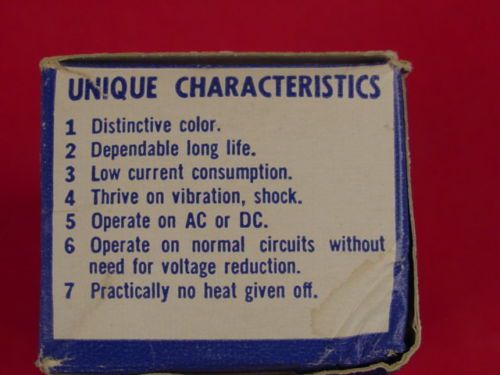 UNIQUE CHARACTERISTICS
1 Distinctive color.
2 Dependable long life.
3 Low current consumption.
4 Thrive on vibration, shock.
5 Operate on AC or DC.
6 Operate on normal circuits without
need for voltage reduction.
7 Practically no heat given off.